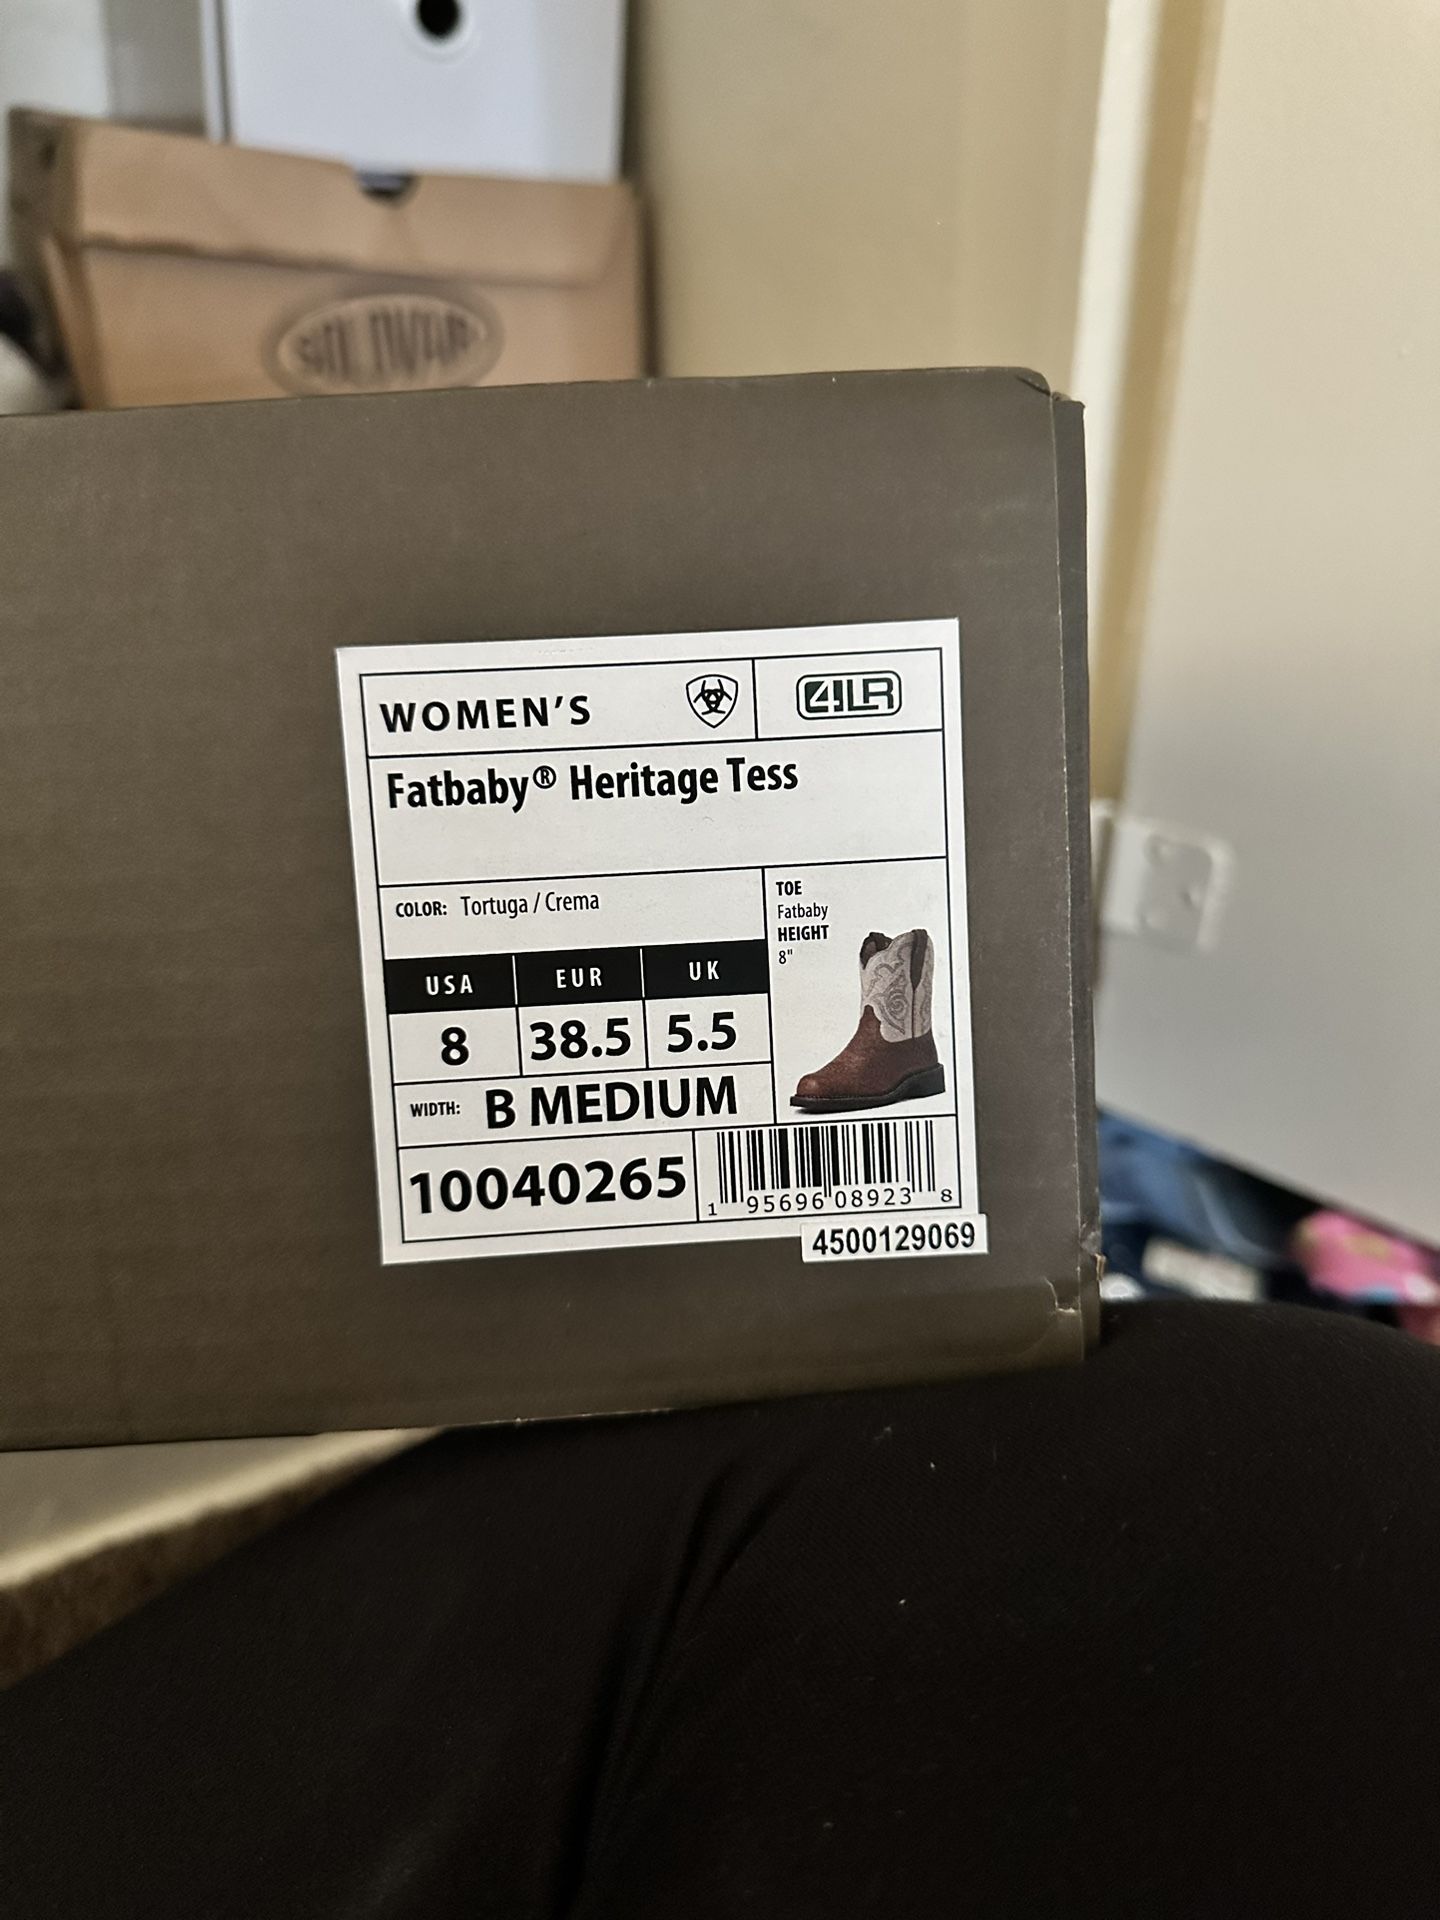 WOMEN'S
4LR
Fatbaby® Heritage Tess
COLOR: Tortuga / Crema
TOE
Fatbaby
HEIGHT
8"
USA EUR UK
8 38.5 5.5
WIDTH: B MEDIUM
10040265
1 95696 08923 8
4500129069